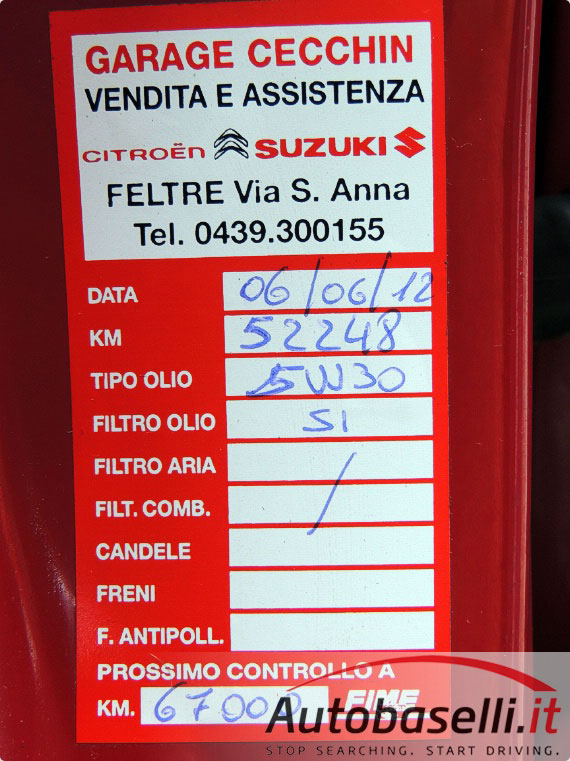 GARAGE CECCHIN
VENDITA E ASSISTENZA
CITROËN SUZUKI
FELTRE Via S. Anna
Tel. 0439.300155
DATA 06/06/12
KM 52248
TIPO OLIO 5W30
FILTRO OLIO SI
FILTRO ARIA /
FILT. COMB.
CANDELE
FRENI
F. ANTIPOLL.
PROSSIMO CONTROLLO A
KM. 67000 FIME
Autobaselli.it
STOP SEARCHING. START DRIVING.